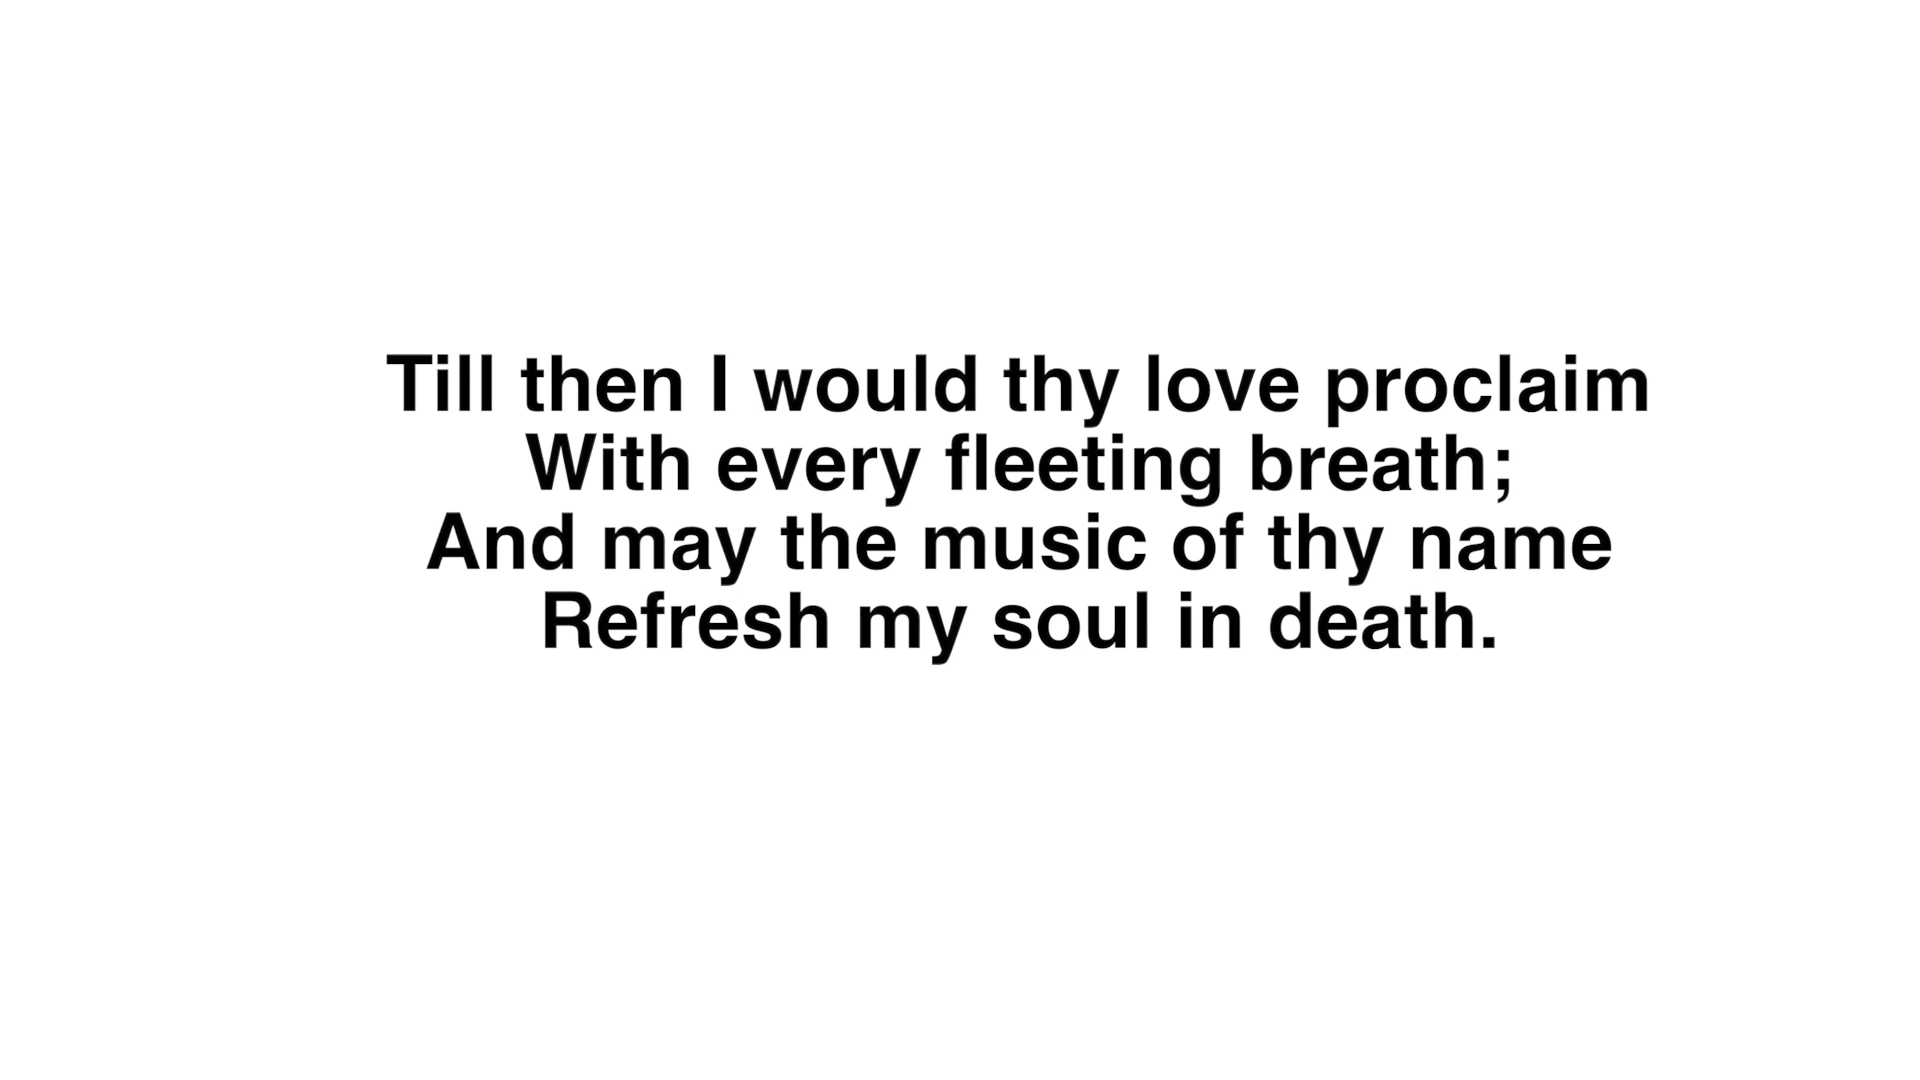 Till then I would thy love proclaim
With every fleeting breath;
And may the music of thy name
Refresh my soul in death.